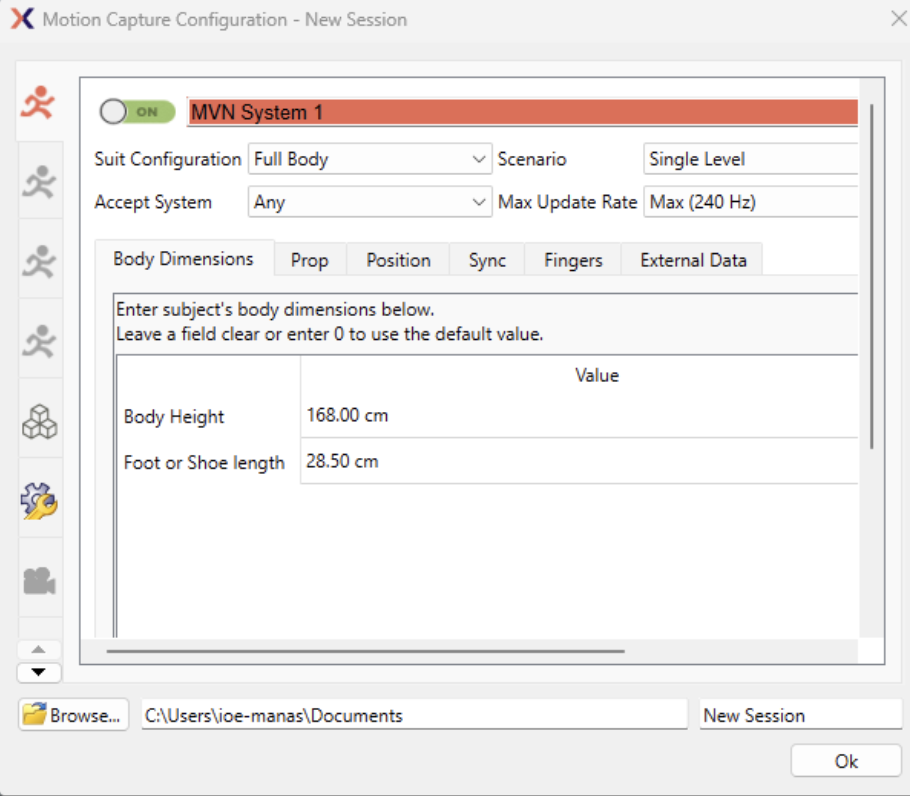 Motion Capture Configuration - New Session
ON MVN System 1
Suit Configuration Full Body Scenario Single Level
Accept System Any Max Update Rate Max (240 Hz)
Body Dimensions Prop Position Sync Fingers External Data
Enter subject's body dimensions below.
Leave a field clear or enter 0 to use the default value.
Value
Body Height 168.00 cm
Foot or Shoe length 28.50 cm
Browse... C:\Users\ioe-manas\Documents New Session
Ok